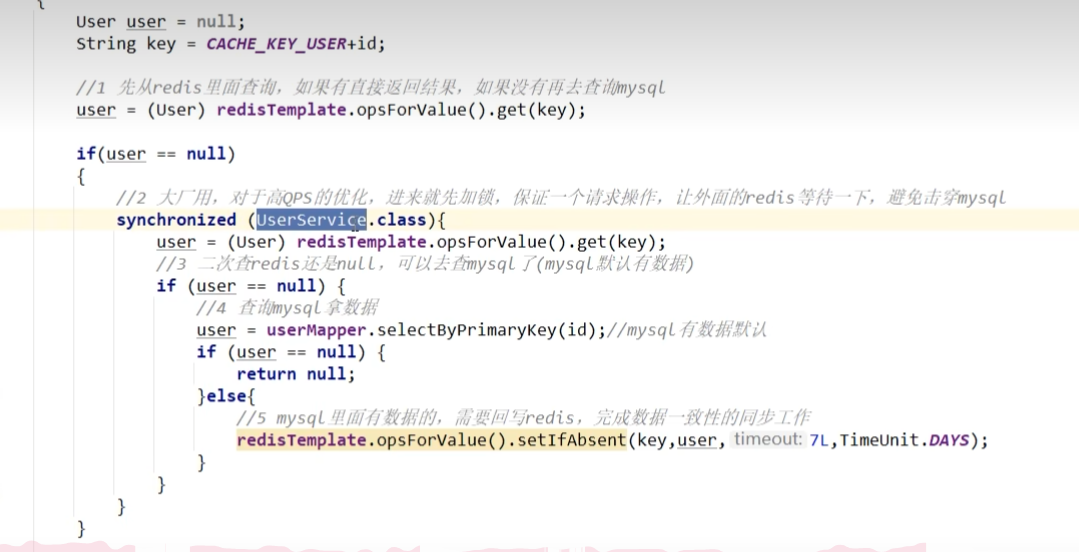 {
User user = null;
String key = CACHE_KEY_USER+id;
//1 先从redis里面查询，如果有直接返回结果，如果没有再去查询mysql
user = (User) redisTemplate.opsForValue().get(key);
if(user == null)
{
//2 大厂用，对于高QPS的优化，进来就先加锁，保证一个请求操作，让外面的redis等待一下，避免击穿mysql
synchronized (UserService.class){
user = (User) redisTemplate.opsForValue().get(key);
//3 二次查redis还是null，可以去查mysql了(mysql默认有数据)
if (user == null) {
//4 查询mysql拿数据
user = userMapper.selectByPrimaryKey(id);//mysql有数据默认
if (user == null) {
return null;
}else{
//5 mysql里面有数据的，需要回写redis，完成数据一致性的同步工作
redisTemplate.opsForValue().setIfAbsent(key,user, timeout: 7L,TimeUnit.DAYS);
}
}
}
}